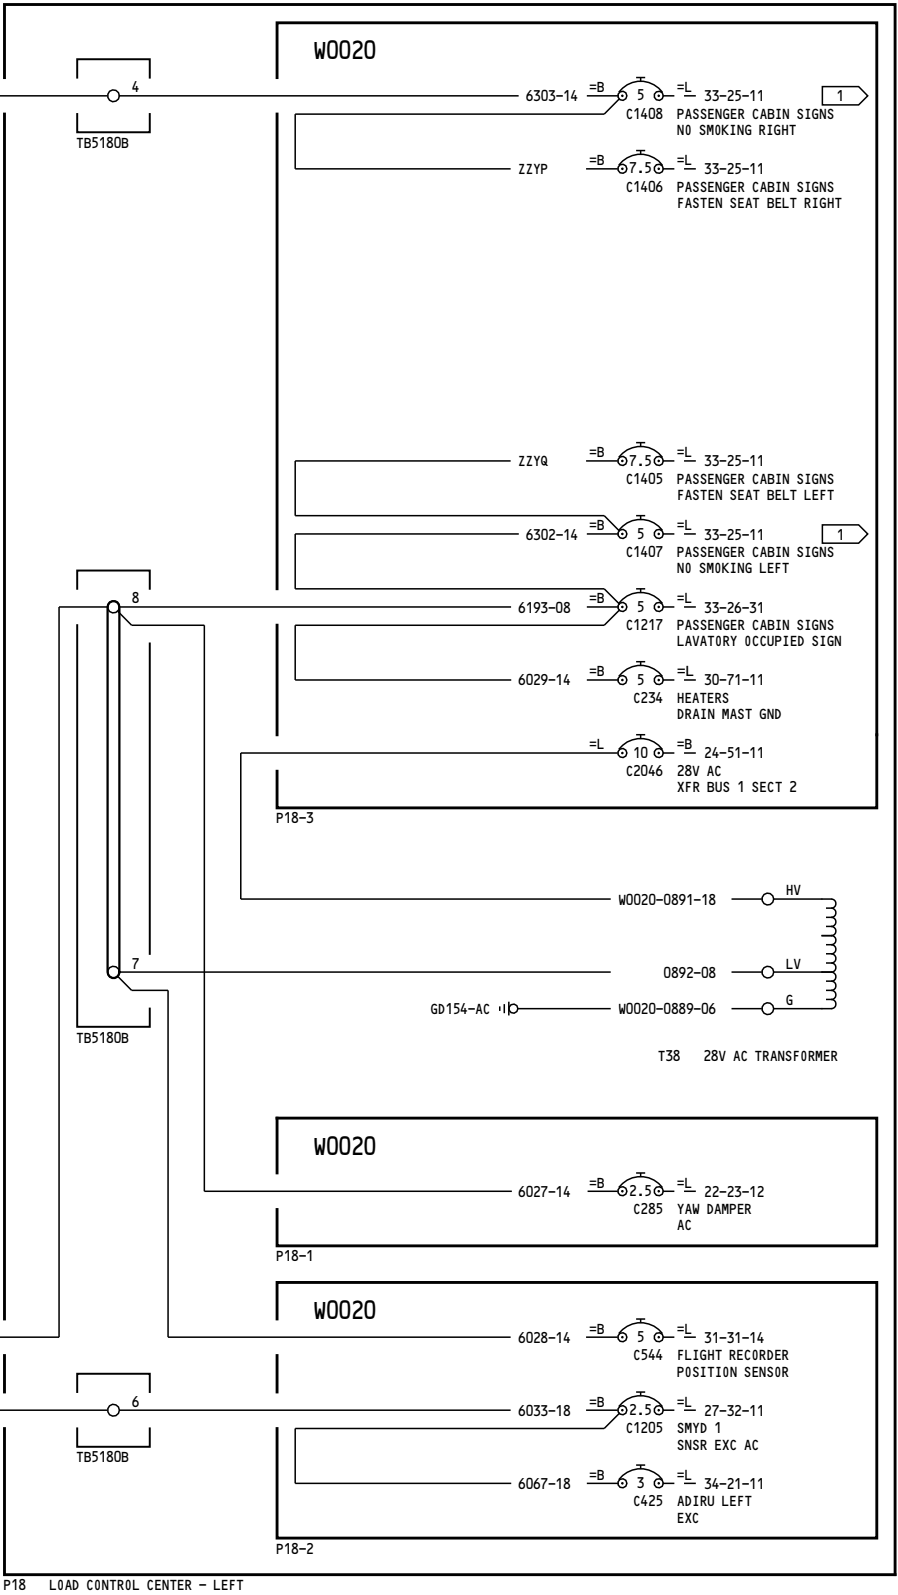 W0020
4
TB5180B
6303-14 =B 5 =L 33-25-11 1
C1408 PASSENGER CABIN SIGNS
NO SMOKING RIGHT
ZZYP =B 7.5 =L 33-25-11
C1406 PASSENGER CABIN SIGNS
FASTEN SEAT BELT RIGHT
ZZYQ =B 7.5 =L 33-25-11
C1405 PASSENGER CABIN SIGNS
FASTEN SEAT BELT LEFT
6302-14 =B 5 =L 33-25-11 1
C1407 PASSENGER CABIN SIGNS
NO SMOKING LEFT
8
6193-08 =B 5 =L 33-26-31
C1217 PASSENGER CABIN SIGNS
LAVATORY OCCUPIED SIGN
6029-14 =B 5 =L 30-71-11
C234 HEATERS
DRAIN MAST GND
=L 10 =B 24-51-11
C2046 28V AC
XFR BUS 1 SECT 2
P18-3
W0020-0891-18 HV
7
0892-08 LV
GD154-AC W0020-0889-06 G
TB5180B
T38 28V AC TRANSFORMER
W0020
6027-14 =B 2.5 =L 22-23-12
C285 YAW DAMPER
AC
P18-1
W0020
6028-14 =B 5 =L 31-31-14
C544 FLIGHT RECORDER
POSITION SENSOR
6
TB5180B
6033-18 =B 2.5 =L 27-32-11
C1205 SMYD 1
SNSR EXC AC
6067-18 =B 3 =L 34-21-11
C425 ADIRU LEFT
EXC
P18-2
P18 LOAD CONTROL CENTER - LEFT